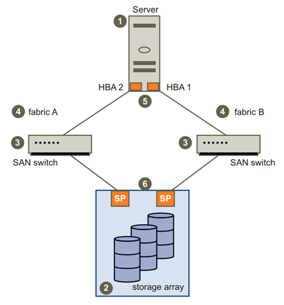 Server
1
HBA 2
HBA 1
5
4 fabric A
4 fabric B
3
3
SAN switch
SAN switch
6
SP
SP
2
storage array